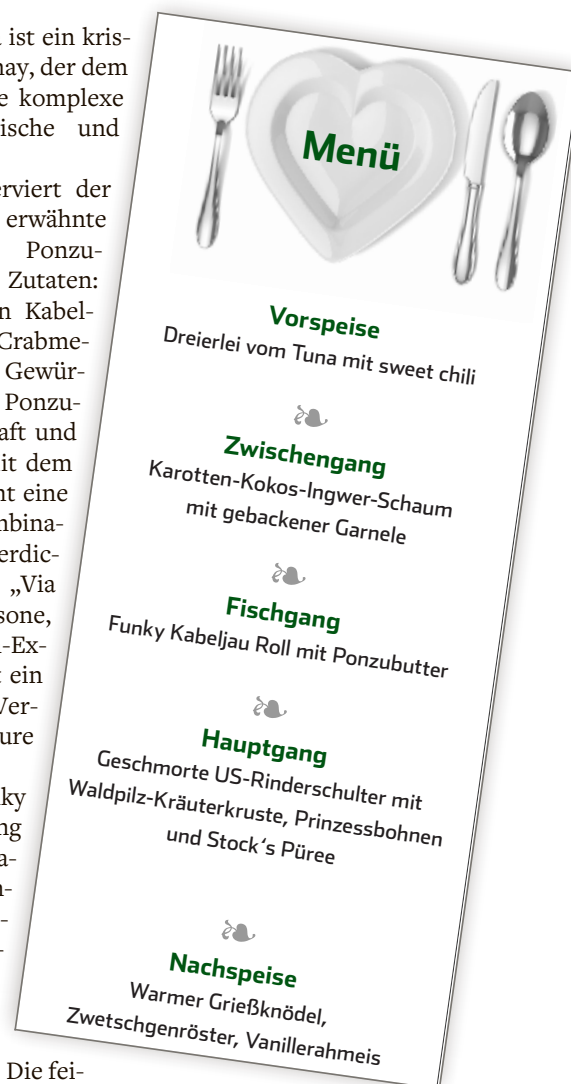 ist ein kris-
nay, der dem
komplexe
ische und
erviert der
erwähnte
Ponzu-
Zutaten:
n Kabel-
Crabme-
Gewür-
Ponzu-
aft und
it dem
nt eine
mbina-
erdic-
„Via
sone,
l-Ex-
ein
Ver-
ure
ky
ng
a-
n-
-
-
Die fei-
Menü
Vorspeise
Dreierlei vom Tuna mit sweet chili
Zwischengang
Karotten-Kokos-Ingwer-Schaum
mit gebackener Garnele
Fischgang
Funky Kabeljau Roll mit Ponzubutter
Hauptgang
Geschmorte US-Rinderschulter mit
Waldpilz-Kräuterkruste, Prinzessbohnen
und Stock´s Püree
Nachspeise
Warmer Grießknödel,
Zwetschgenröster, Vanillerahmeis